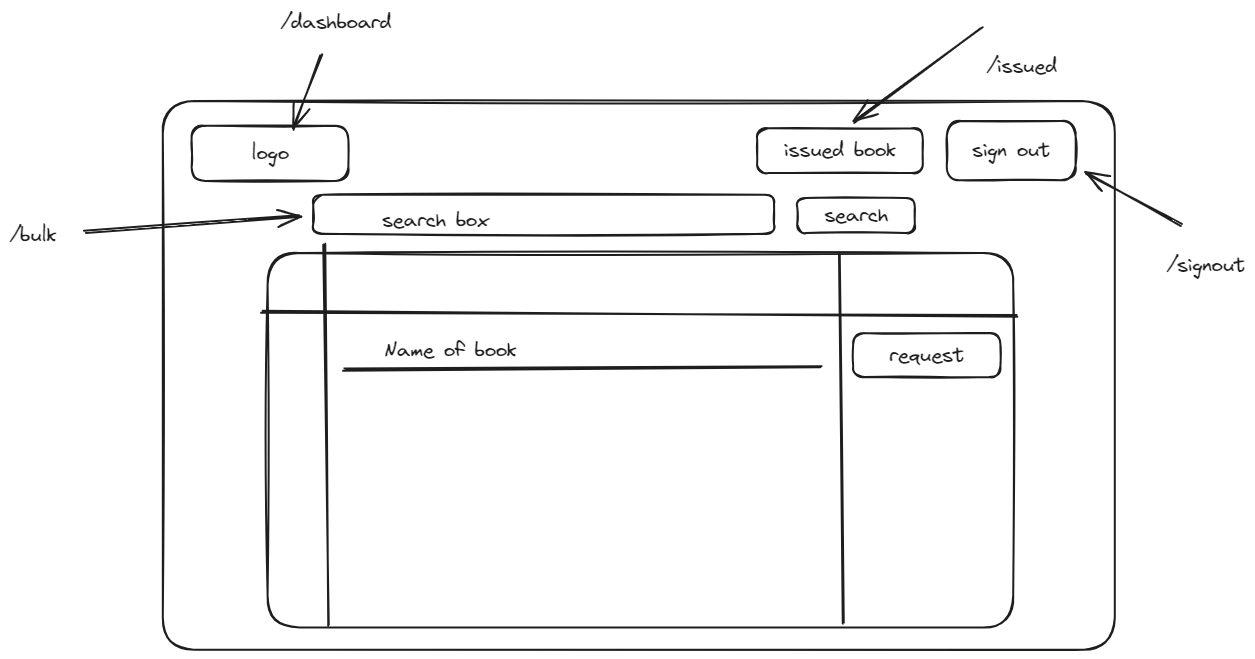 /dashboard
/issued
logo
issued book
sign out
search box
search
/bulk
/signout
Name of book
request